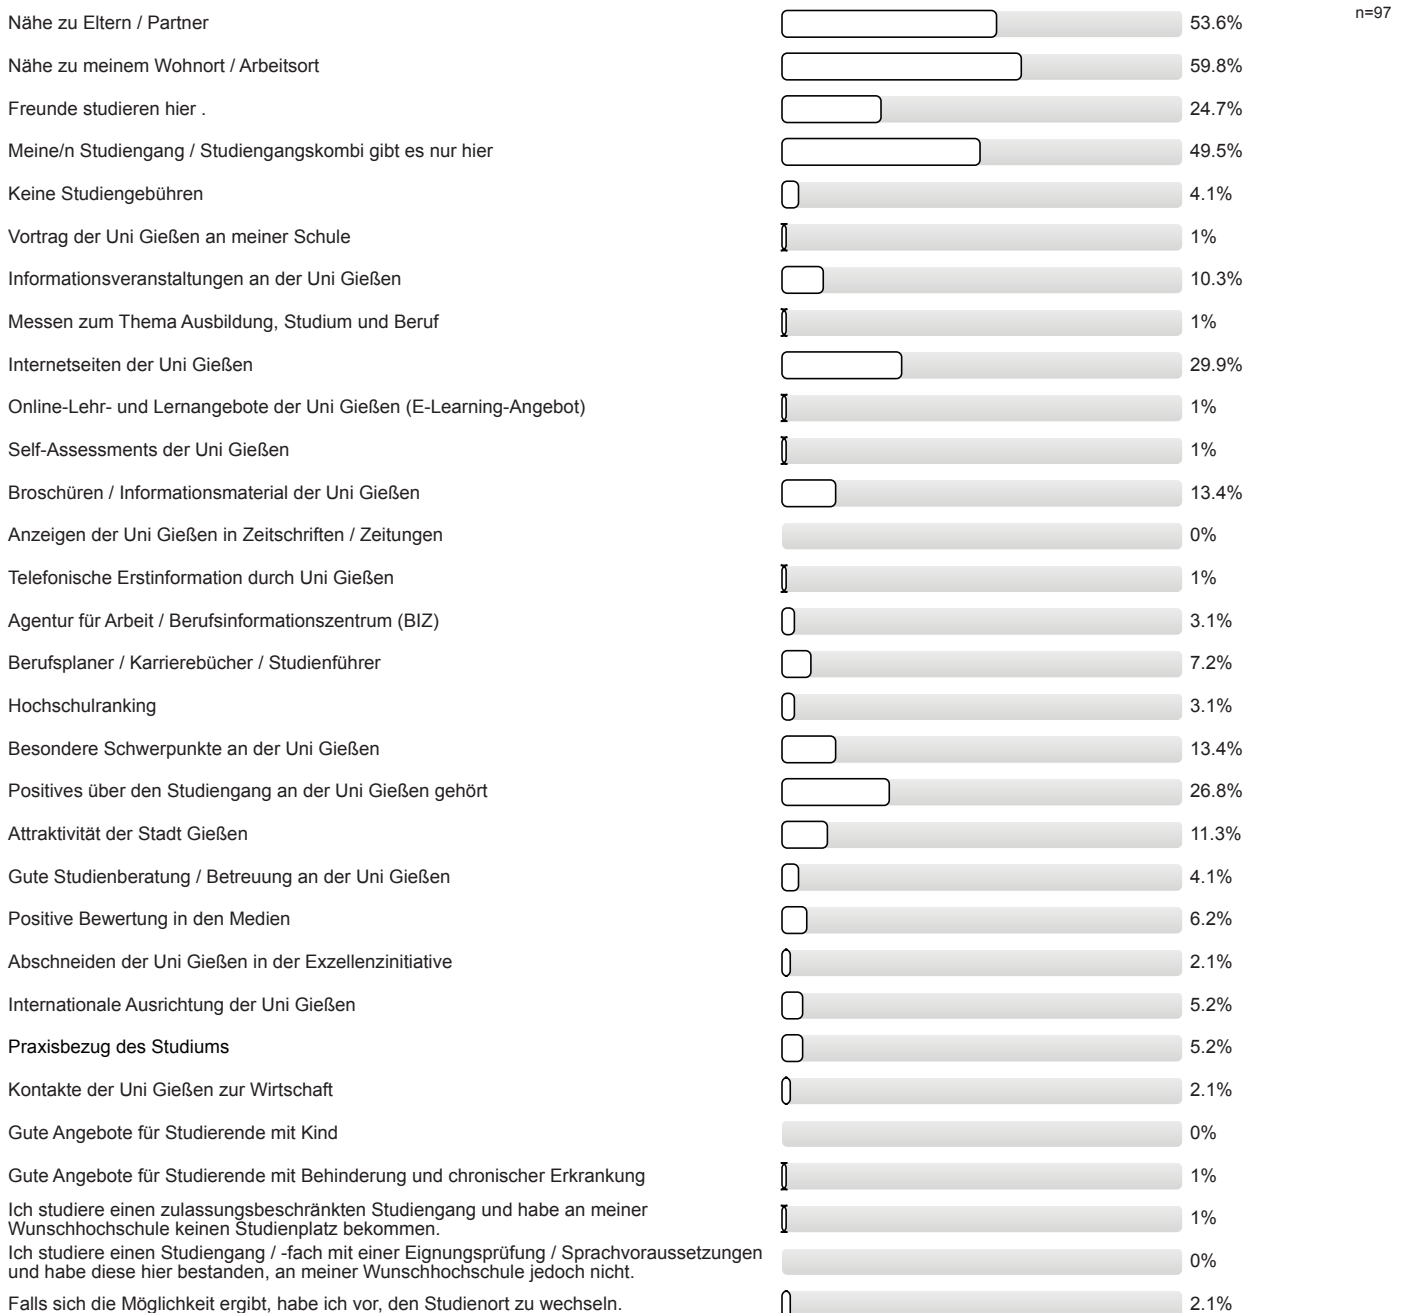 Nähe zu Eltern / Partner 53.6% n=97
Nähe zu meinem Wohnort / Arbeitsort 59.8%
Freunde studieren hier . 24.7%
Meine/n Studiengang / Studiengangskombi gibt es nur hier 49.5%
Keine Studiengebühren 4.1%
Vortrag der Uni Gießen an meiner Schule 1%
Informationsveranstaltungen an der Uni Gießen 10.3%
Messen zum Thema Ausbildung, Studium und Beruf 1%
Internetseiten der Uni Gießen 29.9%
Online-Lehr- und Lernangebote der Uni Gießen (E-Learning-Angebot) 1%
Self-Assessments der Uni Gießen 1%
Broschüren / Informationsmaterial der Uni Gießen 13.4%
Anzeigen der Uni Gießen in Zeitschriften / Zeitungen 0%
Telefonische Erstinformation durch Uni Gießen 1%
Agentur für Arbeit / Berufsinformationszentrum (BIZ) 3.1%
Berufsplaner / Karrierebücher / Studienführer 7.2%
Hochschulranking 3.1%
Besondere Schwerpunkte an der Uni Gießen 13.4%
Positives über den Studiengang an der Uni Gießen gehört 26.8%
Attraktivität der Stadt Gießen 11.3%
Gute Studienberatung / Betreuung an der Uni Gießen 4.1%
Positive Bewertung in den Medien 6.2%
Abschneiden der Uni Gießen in der Exzellenzinitiative 2.1%
Internationale Ausrichtung der Uni Gießen 5.2%
Praxisbezug des Studiums 5.2%
Kontakte der Uni Gießen zur Wirtschaft 2.1%
Gute Angebote für Studierende mit Kind 0%
Gute Angebote für Studierende mit Behinderung und chronischer Erkrankung 1%
Ich studiere einen zulassungsbeschränkten Studiengang und habe an meiner
Wunschhochschule keinen Studienplatz bekommen. 1%
Ich studiere einen Studiengang / -fach mit einer Eignungsprüfung / Sprachvoraussetzungen
und habe diese hier bestanden, an meiner Wunschhochschule jedoch nicht. 0%
Falls sich die Möglichkeit ergibt, habe ich vor, den Studienort zu wechseln. 2.1%